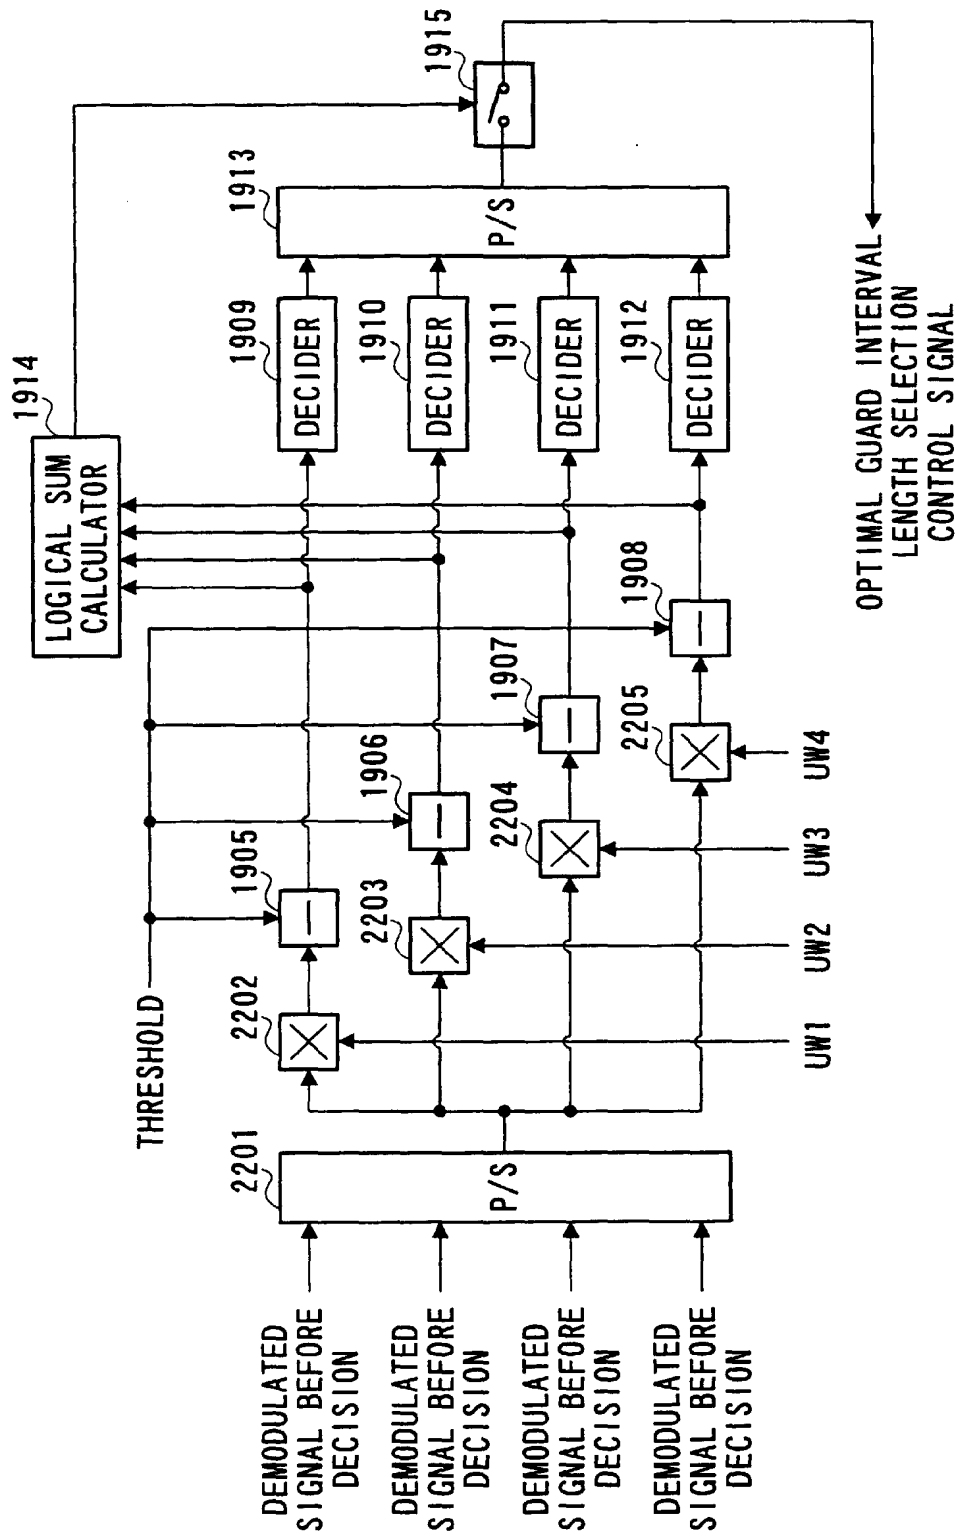 DEMODULATED
SIGNAL BEFORE
DECISION
DEMODULATED
SIGNAL BEFORE
DECISION
DEMODULATED
SIGNAL BEFORE
DECISION
DEMODULATED
SIGNAL BEFORE
DECISION
2201
P/S
THRESHOLD
2202
2203
2204
2205
UW1
UW2
UW3
UW4
1905
1906
1907
1908
1914
LOGICAL SUM
CALCULATOR
1909
DECIDER
1910
DECIDER
1911
DECIDER
1912
DECIDER
1913
P/S
1915
OPTIMAL GUARD INTERVAL
LENGTH SELECTION
CONTROL SIGNAL